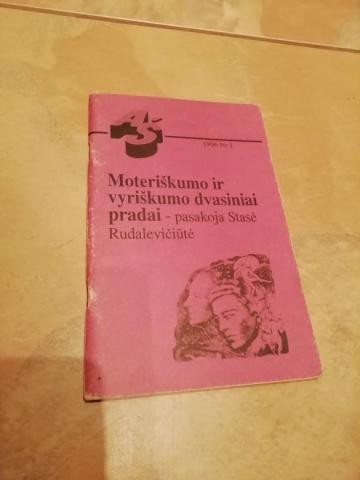 AŠ
1996 Nr 1
Moteriškumo ir
vyriškumo dvasiniai
pradai - pasakoja Stasė
Rudalevičiūtė